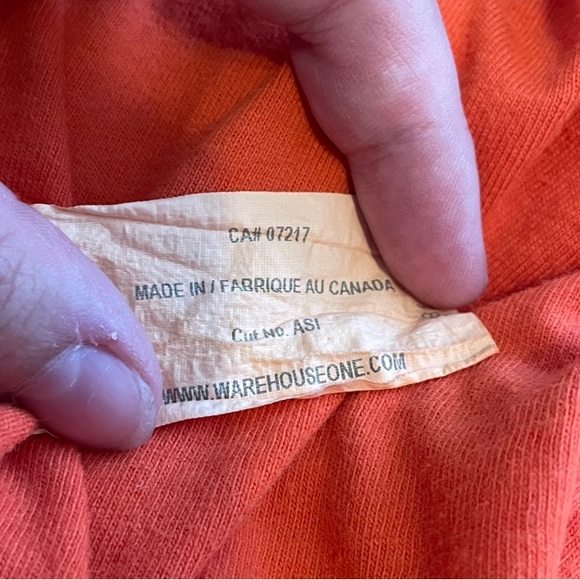 CA# 07217
MADE IN / FABRIQUE AU CANADA
Cut No. ASI
WWW.WAREHOUSEONE.COM